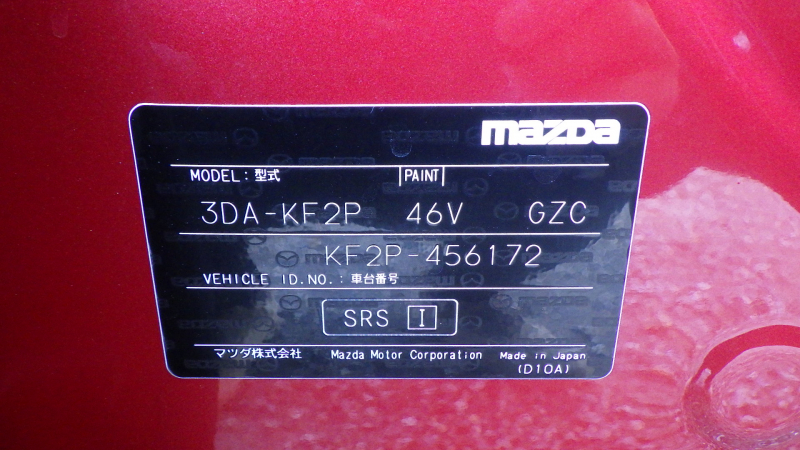 mazda
MODEL: 型式 PAINT
3DA-KF2P 46V GZC
KF2P-456172
VEHICLE ID.NO.: 車台番号
SRS I
マツダ株式会社 Mazda Motor Corporation Made in Japan
(D10A)